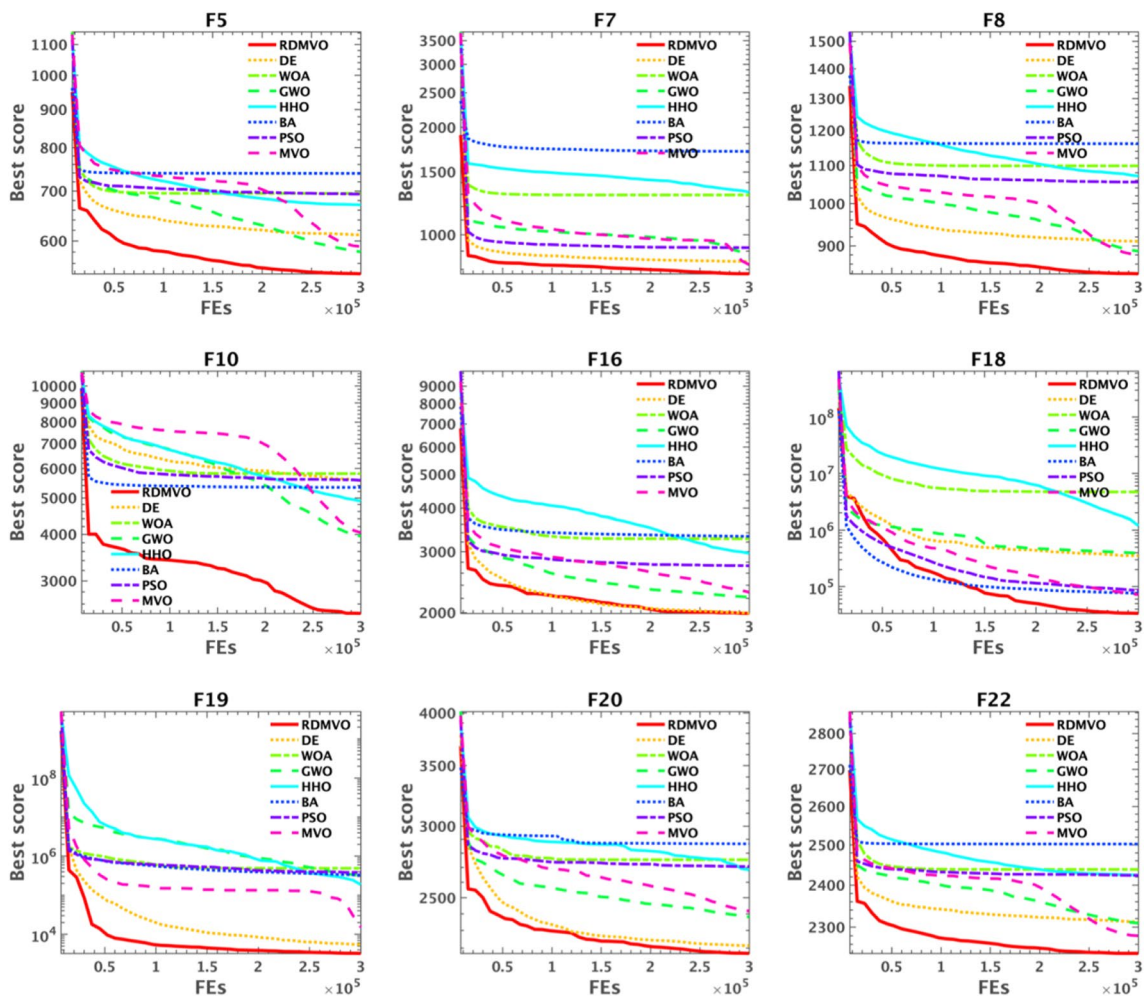 F5
1100
1000
900
800
700
600
Best score
RDMVO
DE
WOA
GWO
HHO
BA
PSO
MVO
0.5 1 1.5 2 2.5 3
FEs
×10^5
F7
3500
3000
2500
2000
1500
1000
Best score
RDMVO
DE
WOA
GWO
HHO
BA
PSO
MVO
0.5 1 1.5 2 2.5 3
FEs
×10^5
F8
1500
1400
1300
1200
1100
1000
900
Best score
RDMVO
DE
WOA
GWO
HHO
BA
PSO
MVO
0.5 1 1.5 2 2.5 3
FEs
×10^5
F10
10000
9000
8000
7000
6000
5000
4000
3000
Best score
RDMVO
DE
WOA
GWO
HHO
BA
PSO
MVO
0.5 1 1.5 2 2.5 3
FEs
×10^5
F16
9000
8000
7000
6000
5000
4000
3000
2000
Best score
RDMVO
DE
WOA
GWO
HHO
BA
PSO
MVO
0.5 1 1.5 2 2.5 3
FEs
×10^5
F18
10^8
10^7
10^6
10^5
Best score
RDMVO
DE
WOA
GWO
HHO
BA
PSO
MVO
0.5 1 1.5 2 2.5 3
FEs
×10^5
F19
10^8
10^6
10^4
Best score
RDMVO
DE
WOA
GWO
HHO
BA
PSO
MVO
0.5 1 1.5 2 2.5 3
FEs
×10^5
F20
4000
3500
3000
2500
Best score
RDMVO
DE
WOA
GWO
HHO
BA
PSO
MVO
0.5 1 1.5 2 2.5 3
FEs
×10^5
F22
2800
2700
2600
2500
2400
2300
Best score
RDMVO
DE
WOA
GWO
HHO
BA
PSO
MVO
0.5 1 1.5 2 2.5 3
FEs
×10^5